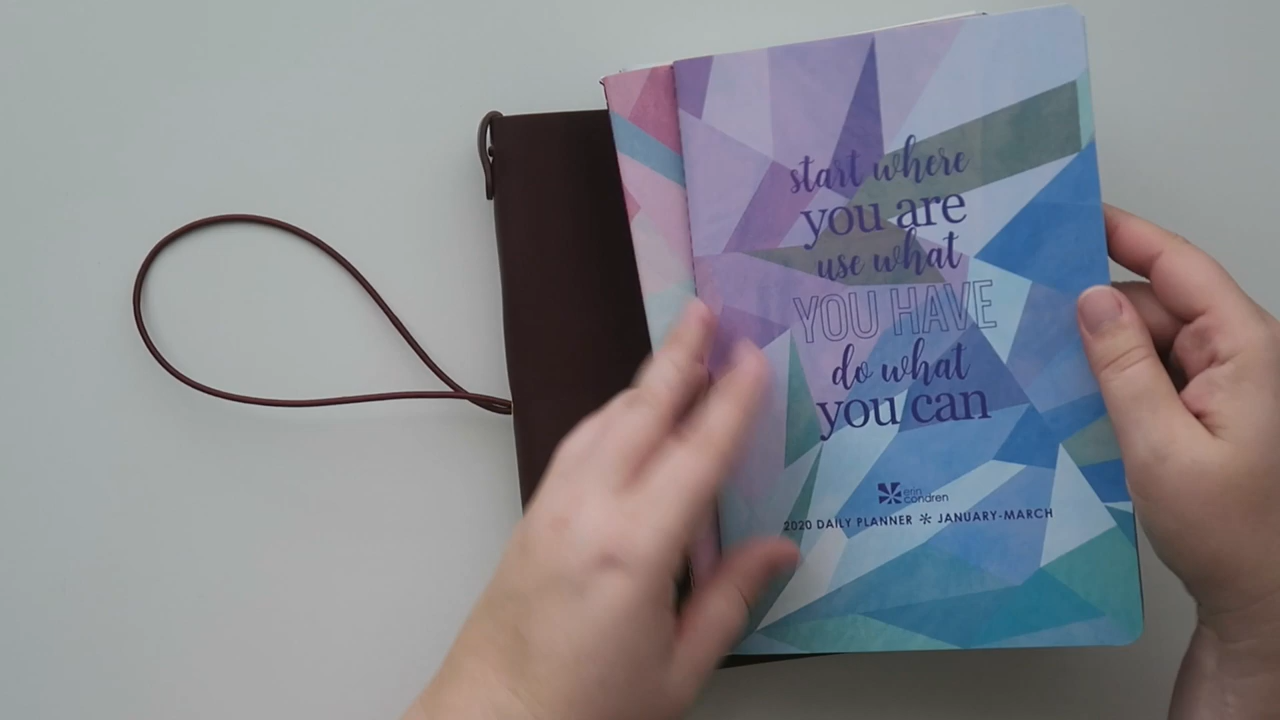 start where
you are
use what
YOU HAVE
do what
you can
erin
condren
2020 DAILY PLANNER * JANUARY-MARCH